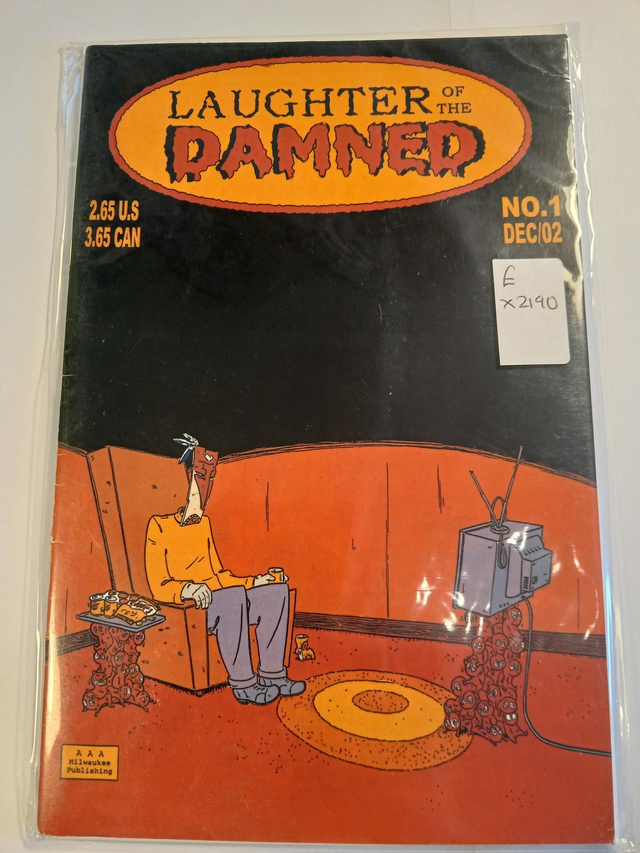 LAUGHTER OF THE
DAMNED
2.65 U.S
3.65 CAN
NO.1
DEC/02
E
x2190
A A A
Milwaukee
Publishing